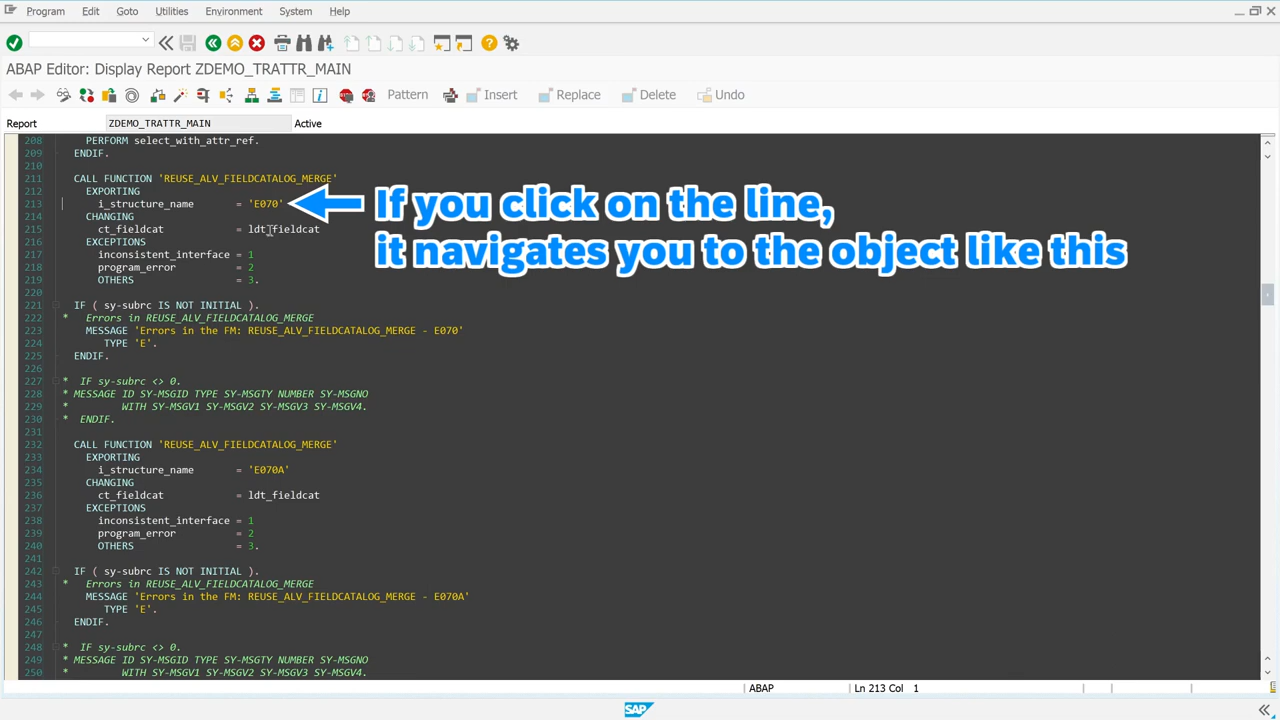 Program Edit Goto Utilities Environment System Help
ABAP Editor: Display Report ZDEMO_TRATTR_MAIN
Pattern Insert Replace Delete Undo
Report ZDEMO_TRATTR_MAIN Active
208 PERFORM select_with_attr_ref.
209 ENDIF.
210
211 CALL FUNCTION 'REUSE_ALV_FIELDCATALOG_MERGE'
212 EXPORTING
213 i_structure_name = 'E070'
214 CHANGING
215 ct_fieldcat = ldt_fieldcat
216 EXCEPTIONS
217 inconsistent_interface = 1
218 program_error = 2
219 OTHERS = 3.
220
221 IF ( sy-subrc IS NOT INITIAL ).
222 * Errors in REUSE_ALV_FIELDCATALOG_MERGE
223 MESSAGE 'Errors in the FM: REUSE_ALV_FIELDCATALOG_MERGE - E070'
224 TYPE 'E'.
225 ENDIF.
226
227 * IF sy-subrc <> 0.
228 * MESSAGE ID SY-MSGID TYPE SY-MSGTY NUMBER SY-MSGNO
229 * WITH SY-MSGV1 SY-MSGV2 SY-MSGV3 SY-MSGV4.
230 * ENDIF.
231
232 CALL FUNCTION 'REUSE_ALV_FIELDCATALOG_MERGE'
233 EXPORTING
234 i_structure_name = 'E070A'
235 CHANGING
236 ct_fieldcat = ldt_fieldcat
237 EXCEPTIONS
238 inconsistent_interface = 1
239 program_error = 2
240 OTHERS = 3.
241
242 IF ( sy-subrc IS NOT INITIAL ).
243 * Errors in REUSE_ALV_FIELDCATALOG_MERGE
244 MESSAGE 'Errors in the FM: REUSE_ALV_FIELDCATALOG_MERGE - E070A'
245 TYPE 'E'.
246 ENDIF.
247
248 * IF sy-subrc <> 0.
249 * MESSAGE ID SY-MSGID TYPE SY-MSGTY NUMBER SY-MSGNO
250 * WITH SY-MSGV1 SY-MSGV2 SY-MSGV3 SY-MSGV4.
If you click on the line,
it navigates you to the object like this
ABAP Ln 213 Col 1
SAP